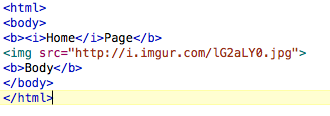 <html>
<body>
<b><i>Home</i>Page</b>
<img src="http://i.imgur.com/lG2aLY0.jpg">
<b>Body</b>
</body>
</html>